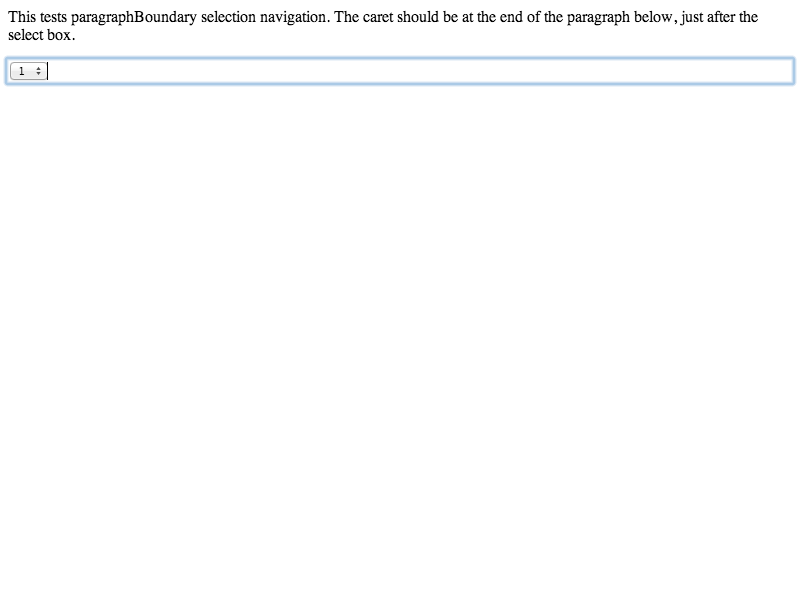 This tests paragraphBoundary selection navigation. The caret should be at the end of the paragraph below, just after the
select box.
1